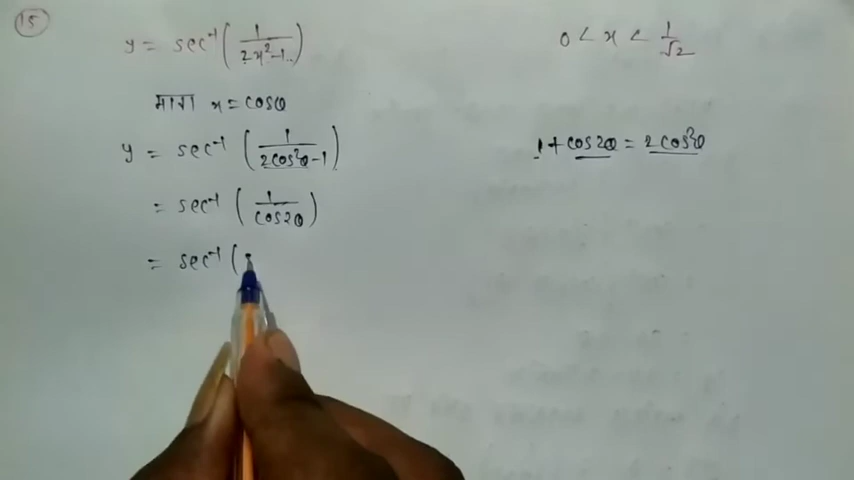 15
y = sec⁻¹(1/(2x²-1)) 0 < x < 1/√2
माना x = cosθ
y = sec⁻¹(1/(2cos²θ-1)) 1 + cos2θ = 2cos²θ
= sec⁻¹(1/cos2θ)
= sec⁻¹(